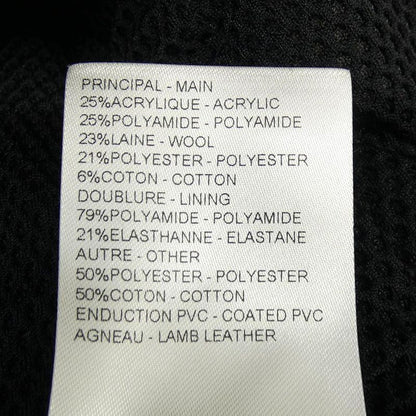 PRINCIPAL - MAIN
25%ACRYLIQUE - ACRYLIC
25%POLYAMIDE - POLYAMIDE
23%LAINE - WOOL
21%POLYESTER - POLYESTER
6%COTON - COTTON
DOUBLURE - LINING
79%POLYAMIDE - POLYAMIDE
21%ELASTHANNE - ELASTANE
AUTRE - OTHER
50%POLYESTER - POLYESTER
50%COTON - COTTON
ENDUCTION PVC - COATED PVC
AGNEAU - LAMB LEATHER